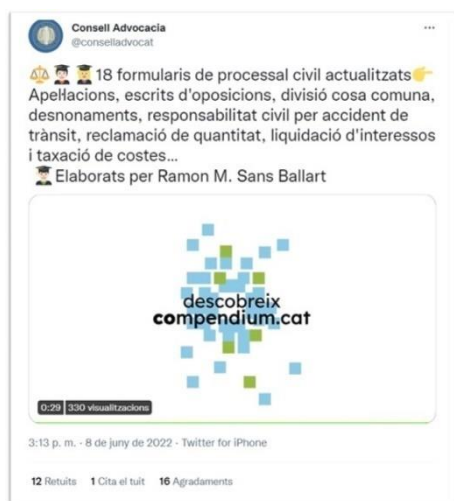 Consell Advocacia
@conselladvocat
18 formularis de processal civil actualitzats
Apel·lacions, escrits d'oposicions, divisió cosa comuna,
desnonaments, responsabilitat civil per accident de
trànsit, reclamació de quantitat, liquidació d'interessos
i taxació de costes...
Elaborats per Ramon M. Sans Ballart
descobreix
compendium.cat
0:29 330 visualitzacions
3:13 p. m. · 8 de juny de 2022 · Twitter for iPhone
12 Retuits 1 Cita el tuit 16 Agradaments